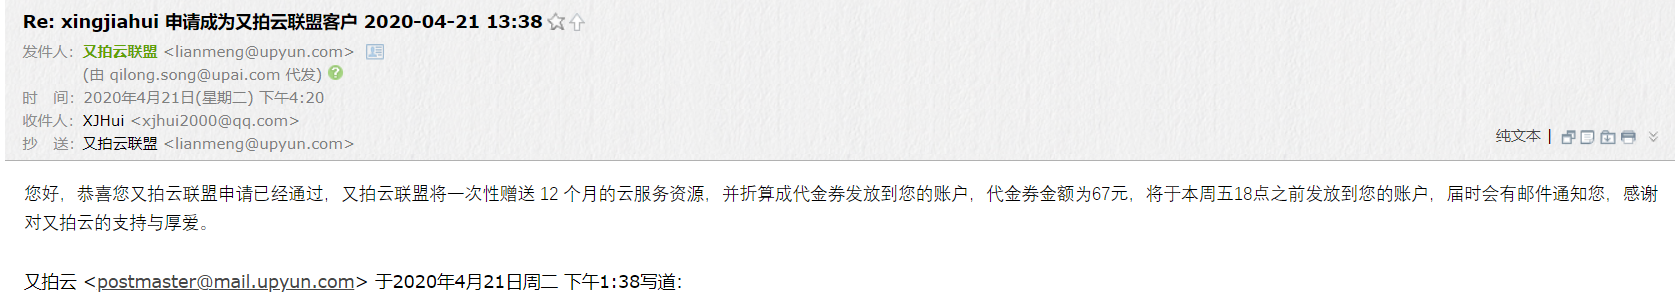 Re: xingjiahui 申请成为又拍云联盟客户 2020-04-21 13:38
发件人：又拍云联盟 <lianmeng@upyun.com>
(由 qilong.song@upai.com 代发)
时　间：2020年4月21日(星期二) 下午4:20
收件人：XJHui <xjhui2000@qq.com>
抄　送：又拍云联盟 <lianmeng@upyun.com>
纯文本 |
您好，恭喜您又拍云联盟申请已经通过，又拍云联盟将一次性赠送 12 个月的云服务资源，并折算成代金券发放到您的账户，代金券金额为67元，将于本周五18点之前发放到您的账户，届时会有邮件通知您，感谢
对又拍云的支持与厚爱。
又拍云 <postmaster@mail.upyun.com> 于2020年4月21日周二 下午1:38写道：